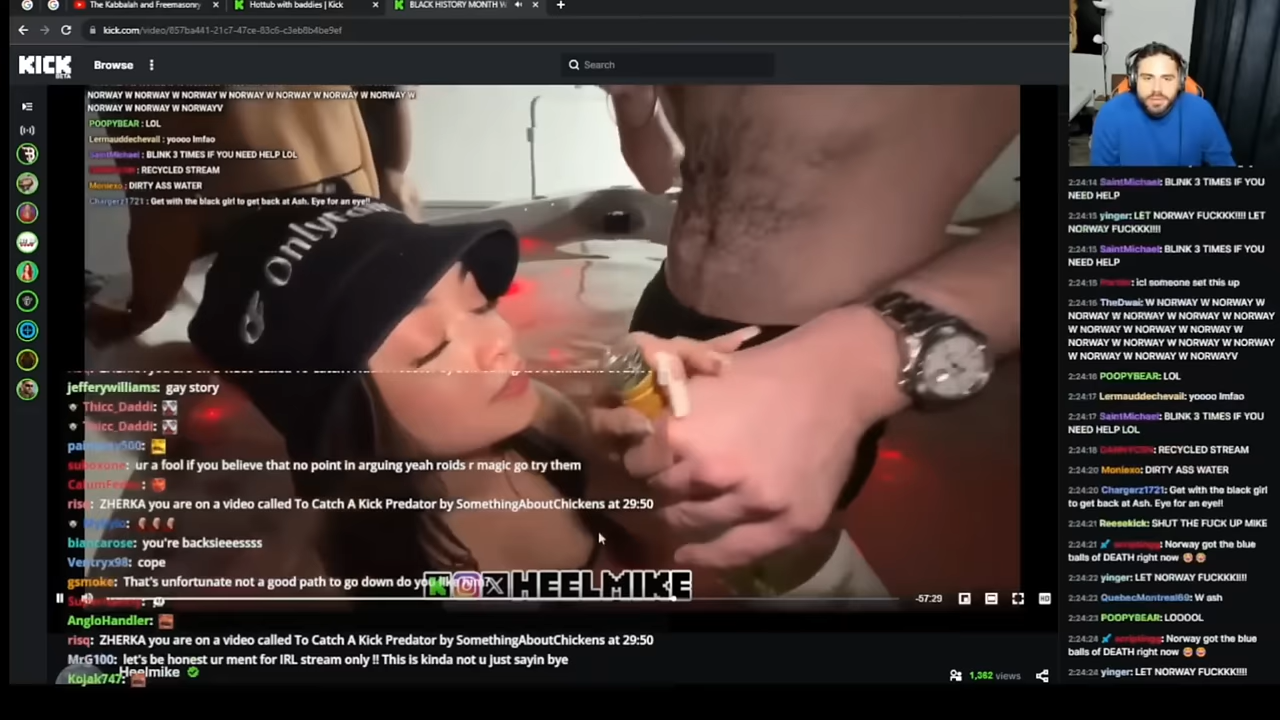 The Kabbalah and Freemasonry
Hottub with baddies | Kick
BLACK HISTORY MONTH
kick.com/video/857ba441-21c7-47ce-83c6-c3eb8b4be9ef
KICK
BETA
Browse
Search
NORWAY W NORWAY W NORWAY W NORWAY W NORWAY W NORWAY W
NORWAY W NORWAY W NORWAYV
POOPYBEAR : LOL
Lermauddechevail : yoooo lmfao
SaintMichael : BLINK 3 TIMES IF YOU NEED HELP LOL
: RECYCLED STREAM
Moniexo : DIRTY ASS WATER
Chargerz1721 : Get with the black girl to get back at Ash. Eye for an eye!!
OnlyFans
jefferywilliams: gay story
Thicc_Daddi:
Thicc_Daddi:
suboxone: ur a fool if you believe that no point in arguing yeah roids r magic go try them
risq: ZHERKA you are on a video called To Catch A Kick Predator by SomethingAboutChickens at 29:50
biancarose: you're backsieeessss
Ventryx98: cope
gsmoke: That's unfortunate not a good path to go down do you like him?
HEELMIKE
-57:29
HD
AngloHandler:
risq: ZHERKA you are on a video called To Catch A Kick Predator by SomethingAboutChickens at 29:50
MrG100: let's be honest ur ment for IRL stream only !! This is kinda not u just sayin bye
Heelmike
Kojak747:
1,362 views
2:24:14 SaintMichael: BLINK 3 TIMES IF YOU
NEED HELP
2:24:15 yinger: LET NORWAY FUCKKK!!!! LET
NORWAY FUCKKK!!!!
2:24:15 SaintMichael: BLINK 3 TIMES IF YOU
NEED HELP
2:24:15 : icl someone set this up
2:24:16 TheDwai: W NORWAY W NORWAY W
NORWAY W NORWAY W NORWAY W NORWAY
W NORWAY W NORWAY W NORWAY W
NORWAY W NORWAY W NORWAY W NORWAY
W NORWAY W NORWAY W NORWAYV
2:24:16 POOPYBEAR: LOL
2:24:17 Lermauddechevail: yoooo lmfao
2:24:17 SaintMichael: BLINK 3 TIMES IF YOU
NEED HELP LOL
2:24:18 : RECYCLED STREAM
2:24:20 Moniexo: DIRTY ASS WATER
2:24:20 Chargerz1721: Get with the black girl
to get back at Ash. Eye for an eye!!
2:24:21 Reesekick: SHUT THE FUCK UP MIKE
2:24:21 : Norway got the blue
balls of DEATH right now
2:24:22 yinger: LET NORWAY FUCKKK!!!!
2:24:23 QuebecMontreal69: W ash
2:24:23 POOPYBEAR: LOOOOL
2:24:24 : Norway got the blue
balls of DEATH right now
2:24:24 yinger: LET NORWAY FUCKKK!!!!